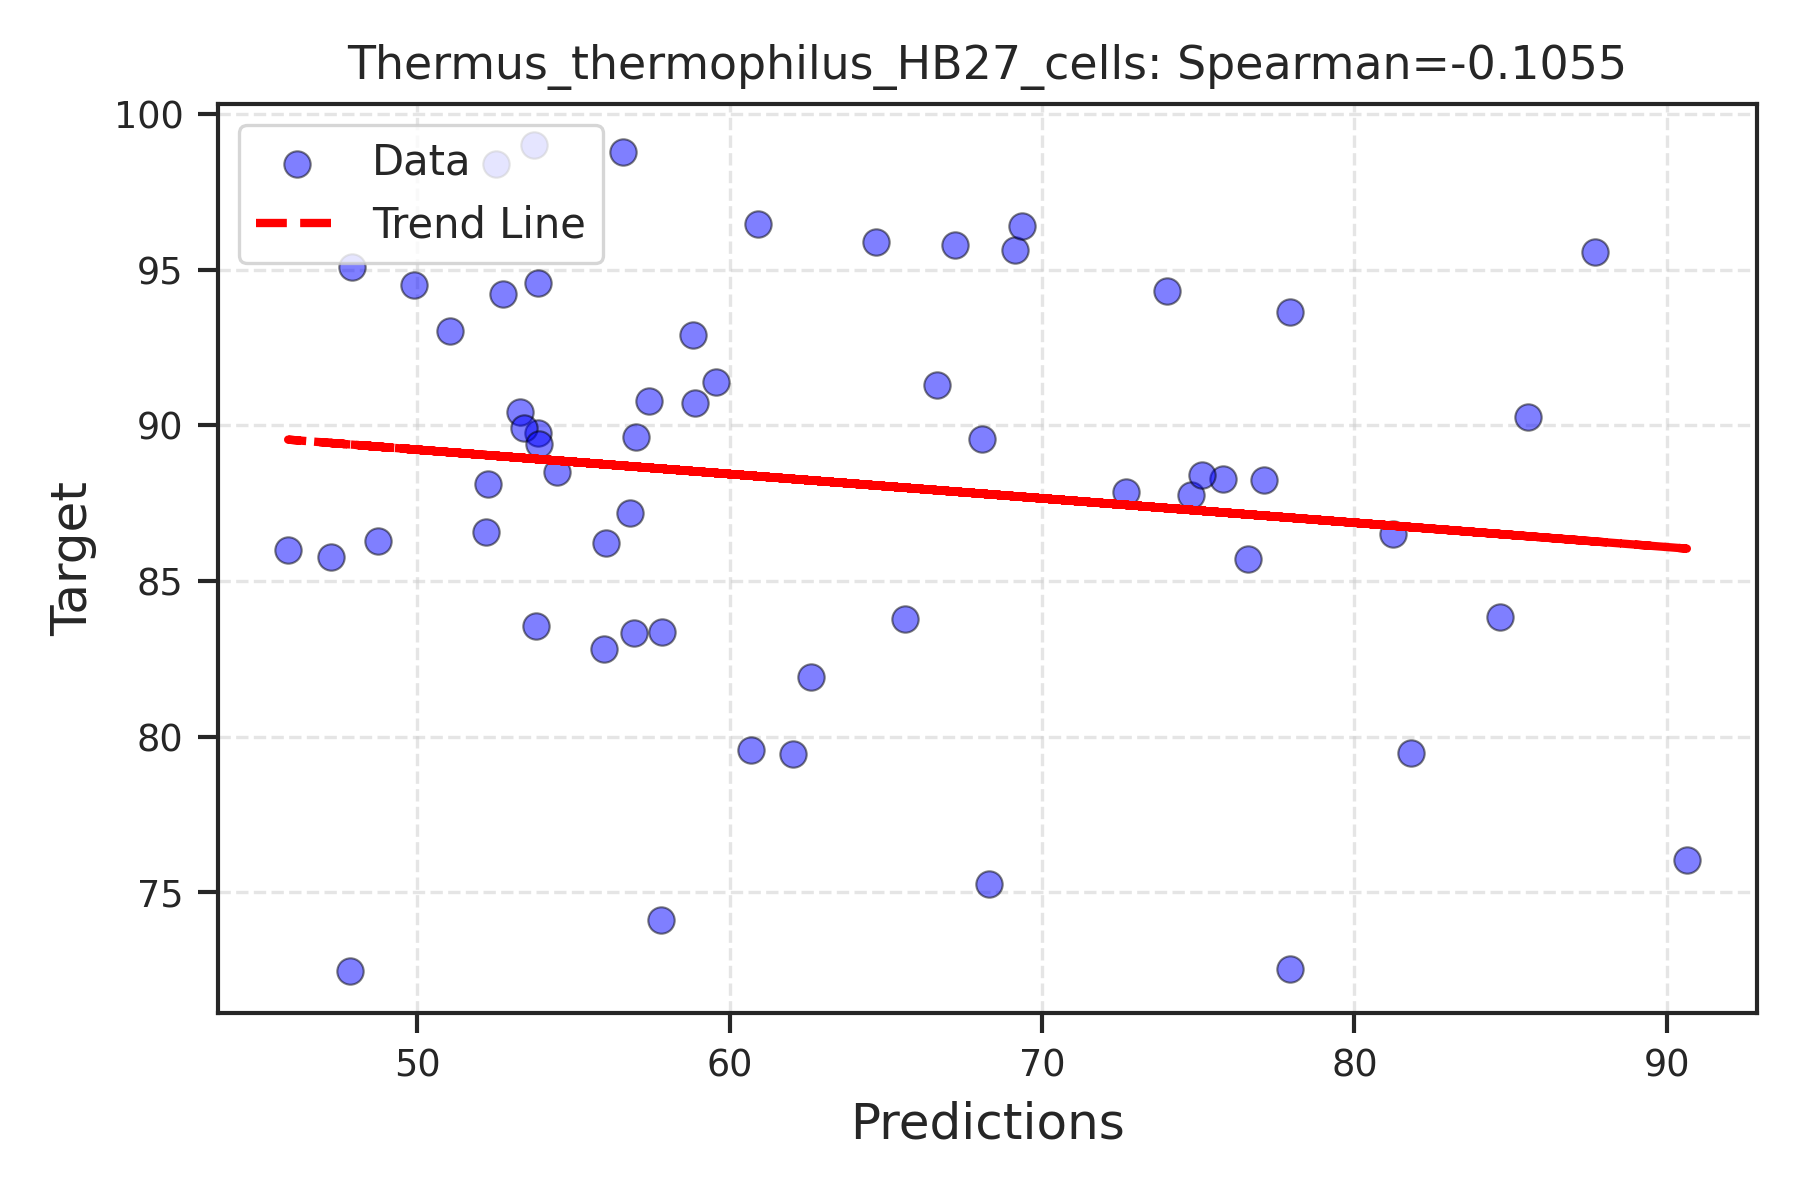 Thermus_thermophilus_HB27_cells: Spearman=-0.1055
100
95
90
85
80
75
Target
Data
Trend Line
50 60 70 80 90
Predictions